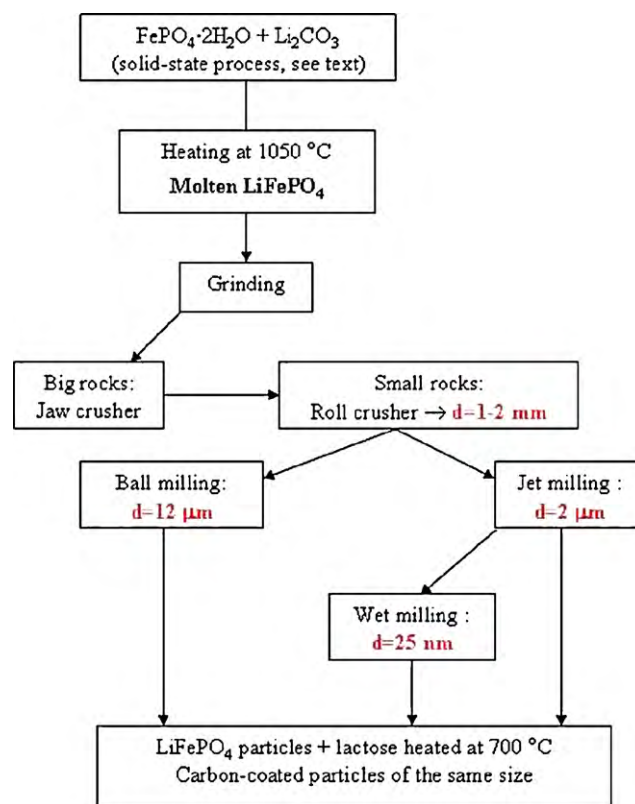 FePO₄·2H₂O + Li₂CO₃
(solid-state process, see text)
Heating at 1050 °C
Molten LiFePO₄
Grinding
Big rocks:
Jaw crusher
Small rocks:
Roll crusher → d=1-2 mm
Ball milling:
d=12 μm
Jet milling :
d=2 μm
Wet milling :
d=25 nm
LiFePO₄ particles + lactose heated at 700 °C
Carbon-coated particles of the same size